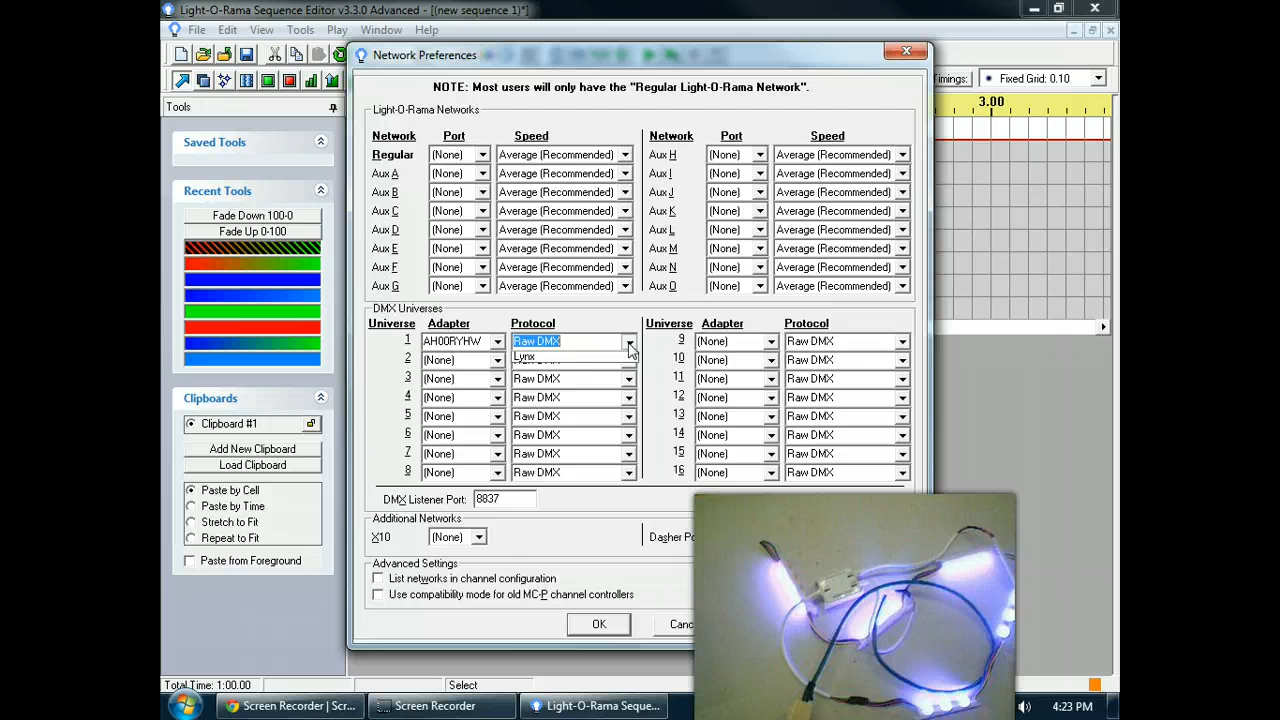 Light-O-Rama Sequence Editor v3.3.0 Advanced - [(new sequence 1)*]
File Edit View Tools Play Window Help
Timings: Fixed Grid: 0.10
Tools
3.00
Saved Tools
Recent Tools
Fade Down 100-0
Fade Up 0-100
Clipboards
Clipboard #1
Add New Clipboard
Load Clipboard
Paste by Cell
Paste by Time
Stretch to Fit
Repeat to Fit
Paste from Foreground
Network Preferences
NOTE: Most users will only have the "Regular Light-O-Rama Network".
Light-O-Rama Networks
Network Port Speed Network Port Speed
Regular (None) Average (Recommended) Aux H (None) Average (Recommended)
Aux A (None) Average (Recommended) Aux I (None) Average (Recommended)
Aux B (None) Average (Recommended) Aux J (None) Average (Recommended)
Aux C (None) Average (Recommended) Aux K (None) Average (Recommended)
Aux D (None) Average (Recommended) Aux L (None) Average (Recommended)
Aux E (None) Average (Recommended) Aux M (None) Average (Recommended)
Aux F (None) Average (Recommended) Aux N (None) Average (Recommended)
Aux G (None) Average (Recommended) Aux O (None) Average (Recommended)
DMX Universes
Universe Adapter Protocol Universe Adapter Protocol
1 AH00RYHW Raw DMX 9 (None) Raw DMX
Lynx
2 (None) 10 (None) Raw DMX
3 (None) Raw DMX 11 (None) Raw DMX
4 (None) Raw DMX 12 (None) Raw DMX
5 (None) Raw DMX 13 (None) Raw DMX
6 (None) Raw DMX 14 (None) Raw DMX
7 (None) Raw DMX 15 (None) Raw DMX
8 (None) Raw DMX 16 (None) Raw DMX
DMX Listener Port: 8837
Additional Networks
X10 (None) Dasher Po
Advanced Settings
List networks in channel configuration
Use compatibility mode for old MC-P channel controllers
OK Canc
Total Time: 1:00.00 Select
Screen Recorder | Scr... Screen Recorder Light-O-Rama Seque... 4:23 PM